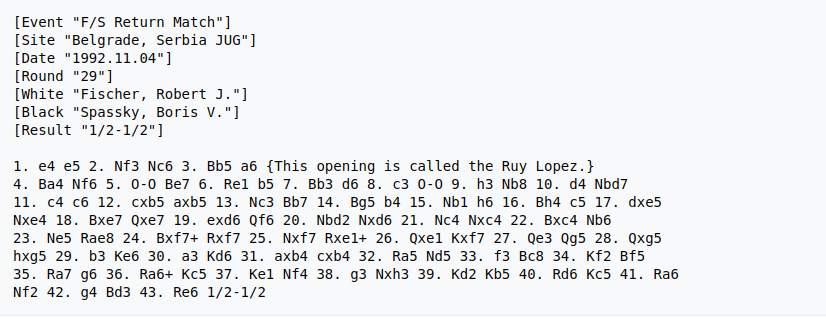 [Event "F/S Return Match"]
[Site "Belgrade, Serbia JUG"]
[Date "1992.11.04"]
[Round "29"]
[White "Fischer, Robert J."]
[Black "Spassky, Boris V."]
[Result "1/2-1/2"]

1. e4 e5 2. Nf3 Nc6 3. Bb5 a6 {This opening is called the Ruy Lopez.}
4. Ba4 Nf6 5. O-O Be7 6. Re1 b5 7. Bb3 d6 8. c3 O-O 9. h3 Nb8 10. d4 Nbd7
11. c4 c6 12. cxb5 axb5 13. Nc3 Bb7 14. Bg5 b4 15. Nb1 h6 16. Bh4 c5 17. dxe5
Nxe4 18. Bxe7 Qxe7 19. exd6 Qf6 20. Nbd2 Nxd6 21. Nc4 Nxc4 22. Bxc4 Nb6
23. Ne5 Rae8 24. Bxf7+ Rxf7 25. Nxf7 Rxe1+ 26. Qxe1 Kxf7 27. Qe3 Qg5 28. Qxg5
hxg5 29. b3 Ke6 30. a3 Kd6 31. axb4 cxb4 32. Ra5 Nd5 33. f3 Bc8 34. Kf2 Bf5
35. Ra7 g6 36. Ra6+ Kc5 37. Ke1 Nf4 38. g3 Nxh3 39. Kd2 Kb5 40. Rd6 Kc5 41. Ra6
Nf2 42. g4 Bd3 43. Re6 1/2-1/2